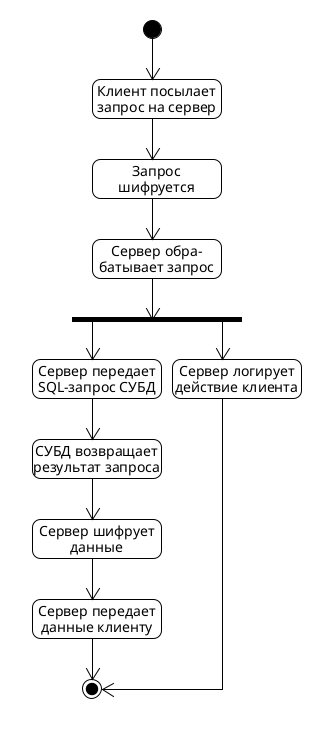 Клиент посылает
запрос на сервер
Запрос
шифруется
Сервер обра-
батывает запрос
Сервер передает
SQL-запрос СУБД
Сервер логирует
действие клиента
СУБД возвращает
результат запроса
Сервер шифрует
данные
Сервер передает
данные клиенту